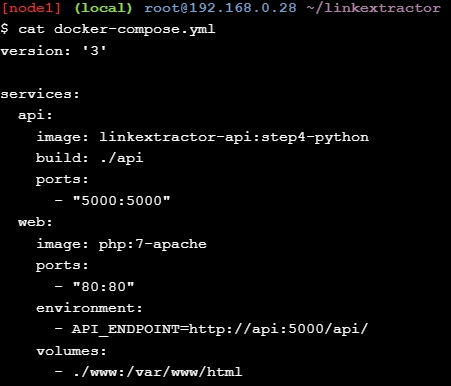 [node1] (local) root@192.168.0.28 ~/linkextractor
$ cat docker-compose.yml
version: '3'

services:
  api:
    image: linkextractor-api:step4-python
    build: ./api
    ports:
      - "5000:5000"
  web:
    image: php:7-apache
    ports:
      - "80:80"
    environment:
      - API_ENDPOINT=http://api:5000/api/
    volumes:
      - ./www:/var/www/html